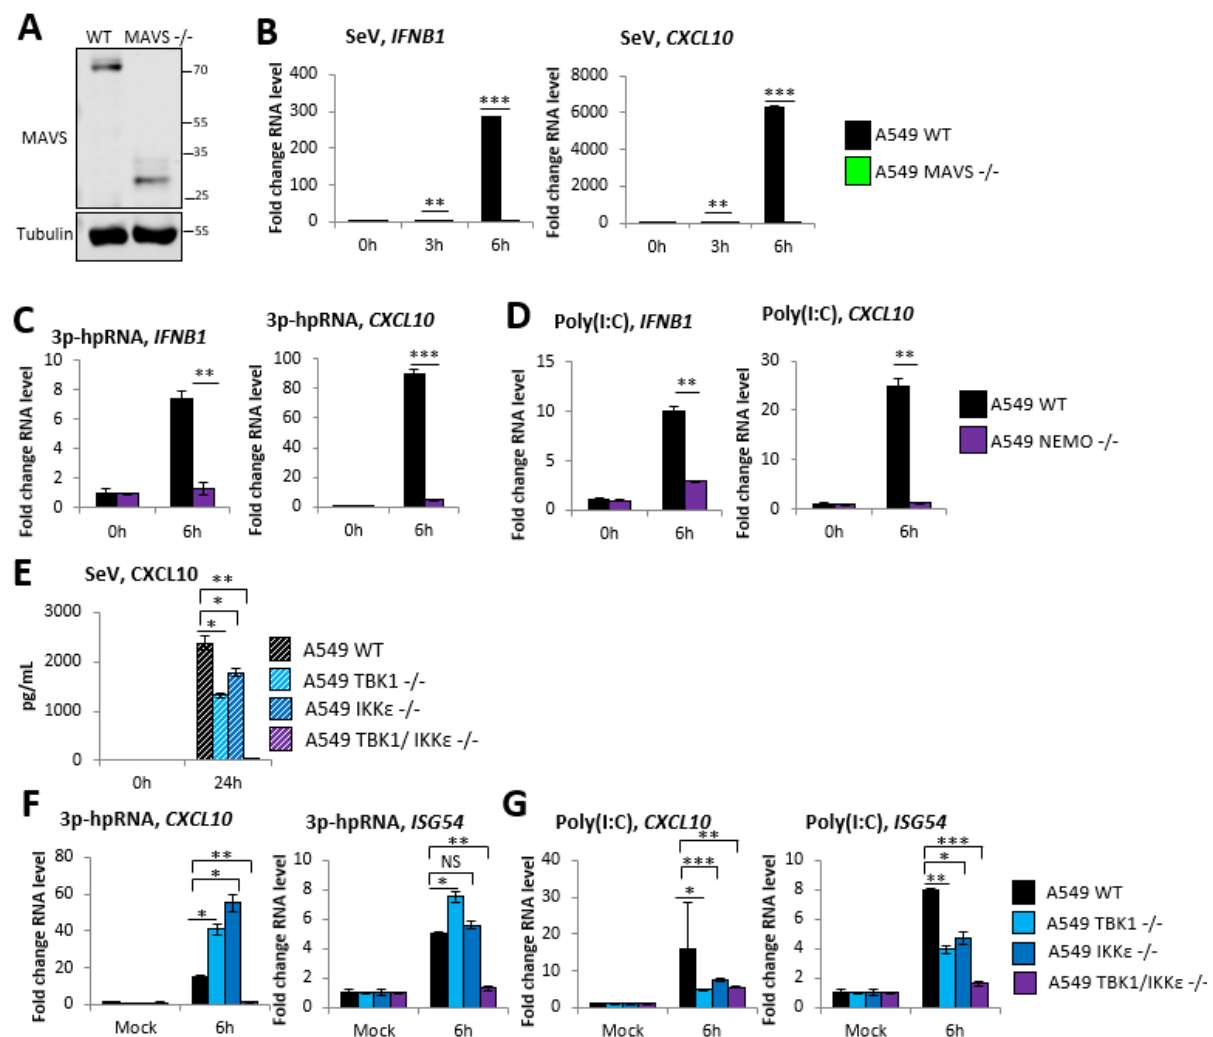 A
WT MAVS -/-
MAVS
70
55
35
25
Tubulin
55
B
SeV, IFNB1
Fold change RNA level
400
300
200
100
0
**
***
0h 3h 6h
SeV, CXCL10
Fold change RNA level
8000
6000
4000
2000
0
**
***
0h 3h 6h
A549 WT
A549 MAVS -/-
C
3p-hpRNA, IFNB1
Fold change RNA level
10
8
6
4
2
0
**
0h 6h
3p-hpRNA, CXCL10
Fold change RNA level
100
80
60
40
20
0
***
0h 6h
D
Poly(I:C), IFNB1
Fold change RNA level
15
10
5
0
**
0h 6h
Poly(I:C), CXCL10
Fold change RNA level
30
20
10
0
**
0h 6h
A549 WT
A549 NEMO -/-
E
SeV, CXCL10
pg/mL
3000
2000
1000
0
**
*
*
0h 24h
A549 WT
A549 TBK1 -/-
A549 IKKε -/-
A549 TBK1/ IKKε -/-
F
3p-hpRNA, CXCL10
Fold change RNA level
80
60
40
20
0
**
*
*
Mock 6h
3p-hpRNA, ISG54
Fold change RNA level
10
8
6
4
2
0
**
NS
*
Mock 6h
G
Poly(I:C), CXCL10
Fold change RNA level
40
30
20
10
0
**
***
*
Mock 6h
Poly(I:C), ISG54
Fold change RNA level
10
8
6
4
2
0
***
*
**
Mock 6h
A549 WT
A549 TBK1 -/-
A549 IKKε -/-
A549 TBK1/IKKε -/-